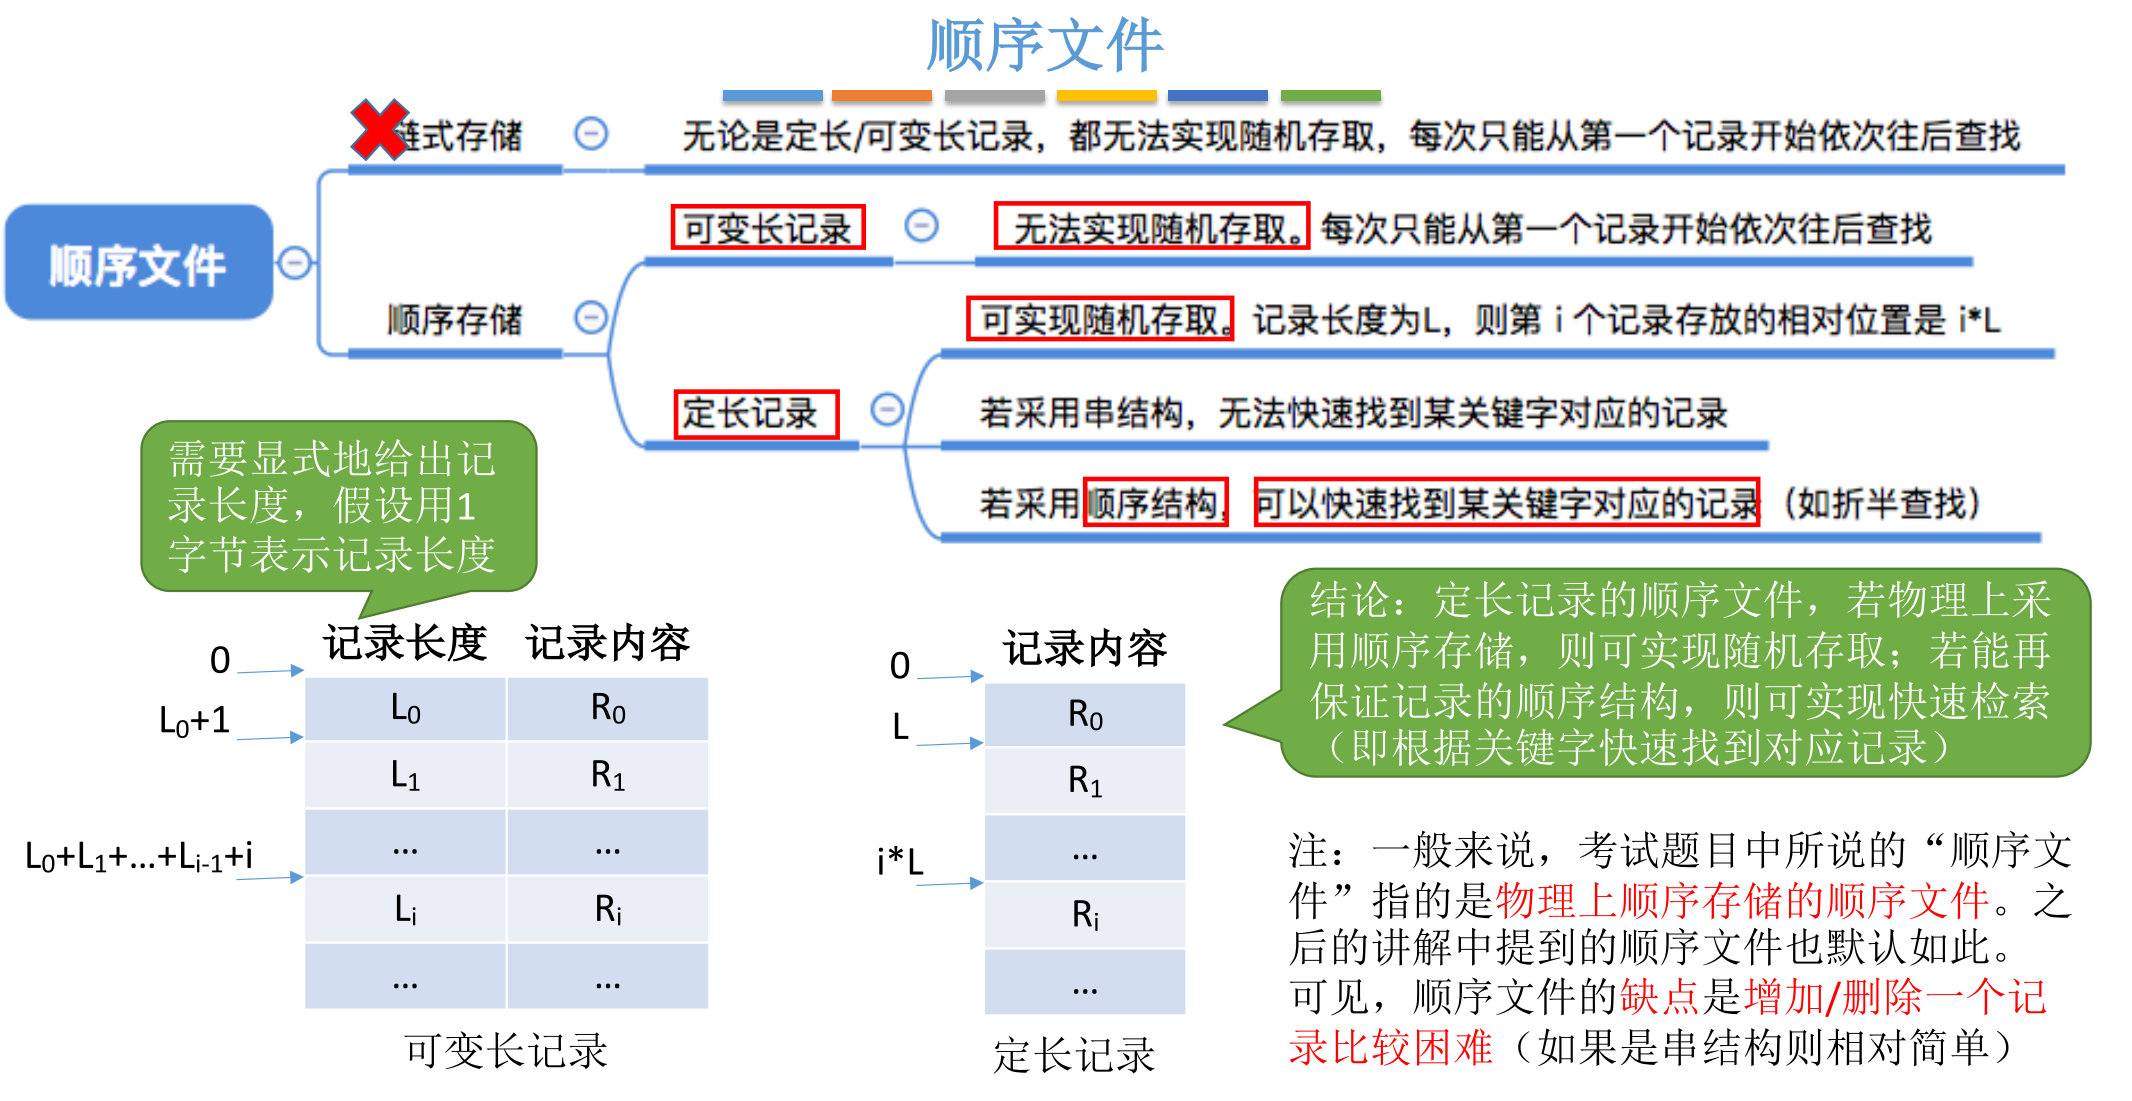 顺序文件
链式存储
无论是定长/可变长记录，都无法实现随机存取，每次只能从第一个记录开始依次往后查找
顺序文件
可变长记录
无法实现随机存取。每次只能从第一个记录开始依次往后查找
顺序存储
可实现随机存取。记录长度为L，则第 i 个记录存放的相对位置是 i*L
定长记录
若采用串结构，无法快速找到某关键字对应的记录
若采用顺序结构，可以快速找到某关键字对应的记录（如折半查找）
需要显式地给出记
录长度，假设用1
字节表示记录长度
记录长度 记录内容
0
L0 R0
L0+1
L1 R1
... ...
L0+L1+...+Li-1+i
Li Ri
... ...
可变长记录
记录内容
0
R0
L
R1
...
i*L
Ri
...
定长记录
结论：定长记录的顺序文件，若物理上采
用顺序存储，则可实现随机存取；若能再
保证记录的顺序结构，则可实现快速检索
（即根据关键字快速找到对应记录）
注：一般来说，考试题目中所说的“顺序文
件”指的是物理上顺序存储的顺序文件。之
后的讲解中提到的顺序文件也默认如此。
可见，顺序文件的缺点是增加/删除一个记
录比较困难（如果是串结构则相对简单）